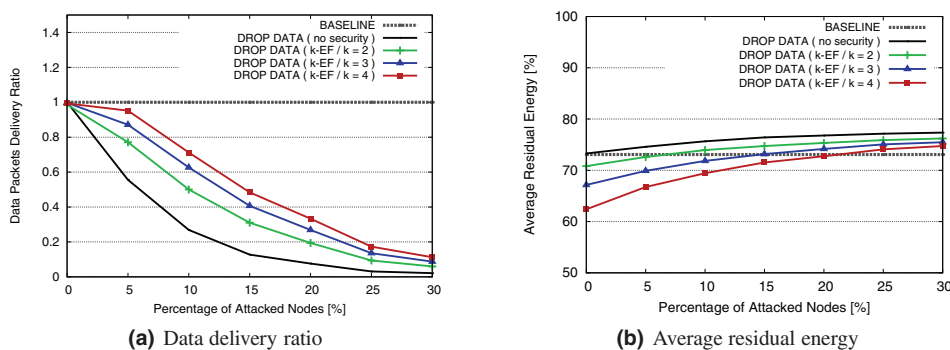 BASELINE
DROP DATA ( no security )
DROP DATA ( k-EF / k = 2 )
DROP DATA ( k-EF / k = 3 )
DROP DATA ( k-EF / k = 4 )
Data Packets Delivery Ratio
1.4
1.2
1
0.8
0.6
0.4
0.2
0
0 5 10 15 20 25 30
Percentage of Attacked Nodes [%]
(a) Data delivery ratio
BASELINE
DROP DATA ( no security )
DROP DATA ( k-EF / k = 2 )
DROP DATA ( k-EF / k = 3 )
DROP DATA ( k-EF / k = 4 )
Average Residual Energy [%]
100
90
80
70
60
50
0 5 10 15 20 25 30
Percentage of Attacked Nodes [%]
(b) Average residual energy